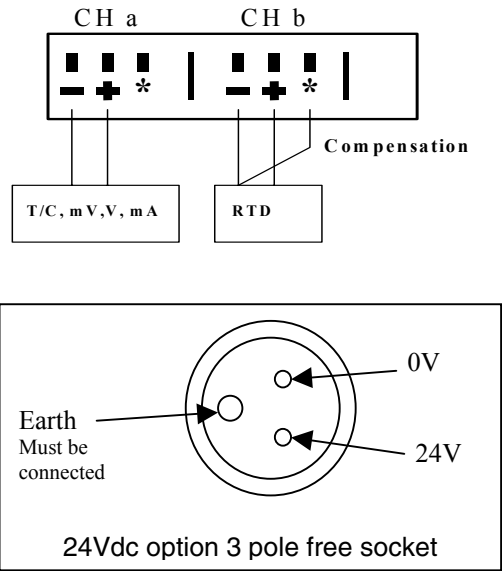 CH a CH b
− + * | − + * |
Compensation
T/C, mV,V, mA RTD
0V
Earth
Must be
connected
24V
24Vdc option 3 pole free socket